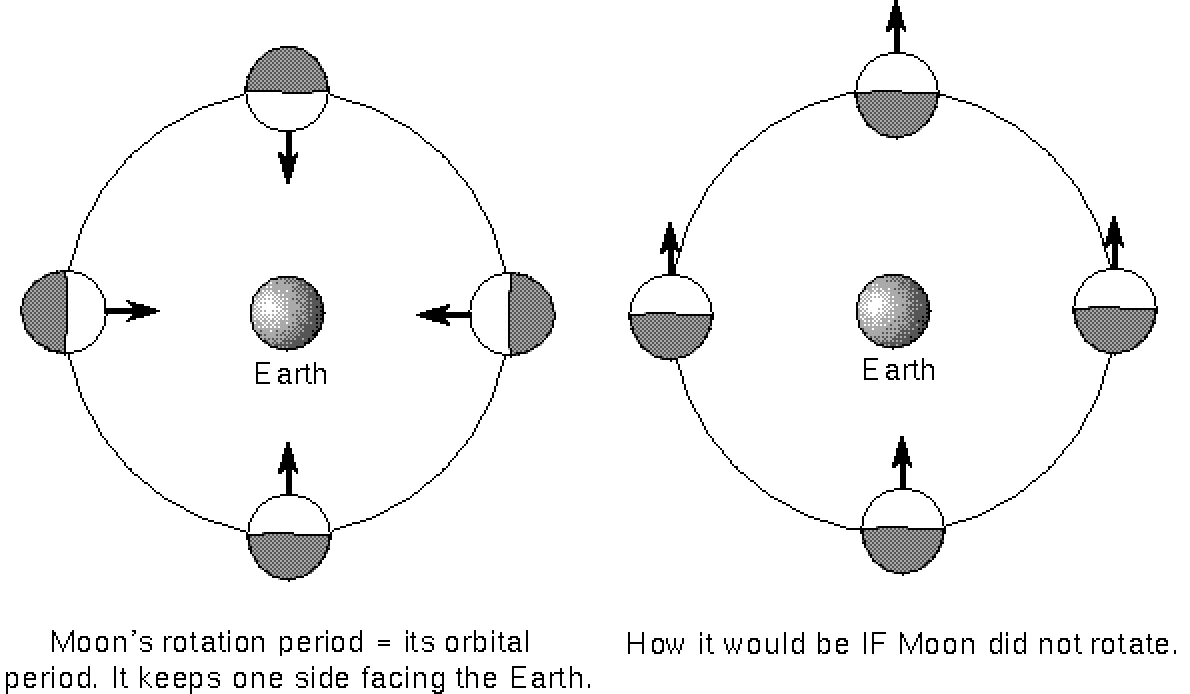 Earth
Earth
Moon's rotation period = its orbital
period. It keeps one side facing the Earth.
How it would be IF Moon did not rotate.